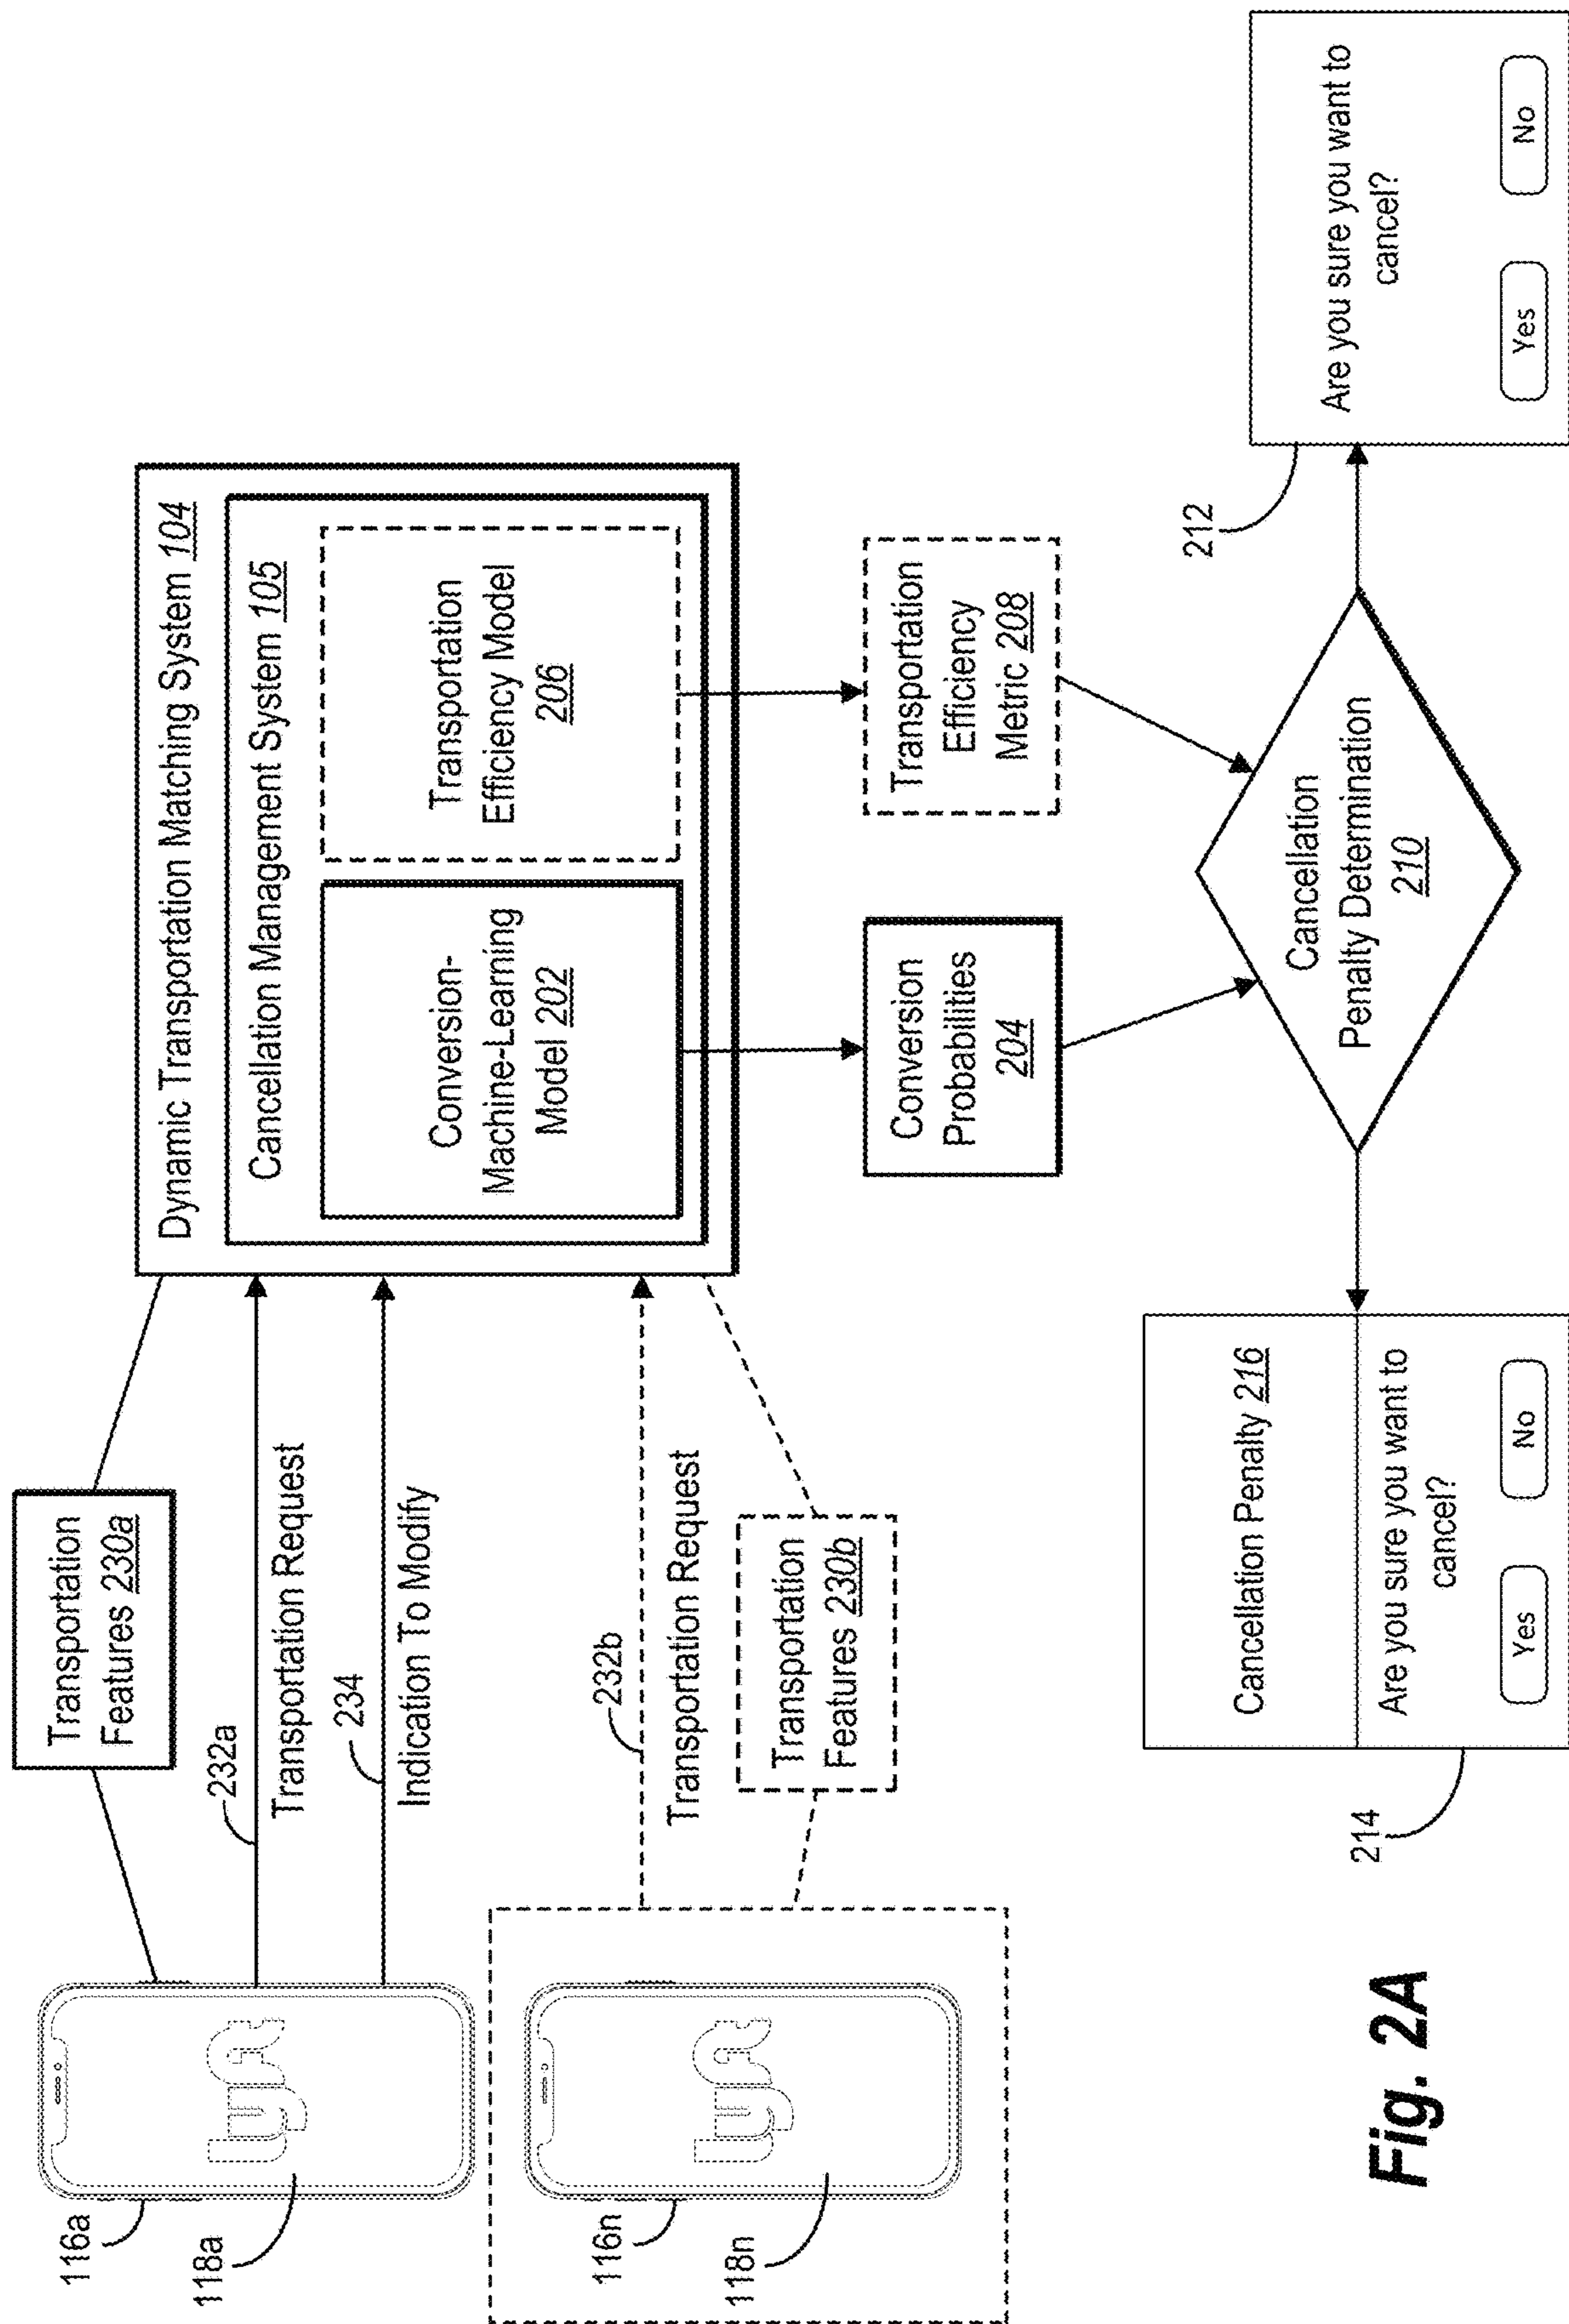 116a
118a
lyft
Transportation
Features 230a
232a
Transportation Request
234
Indication To Modify
116n
118n
lyft
232b
Transportation Request
Transportation
Features 230b
Dynamic Transportation Matching System 104
Cancellation Management System 105
Conversion-
Machine-Learning
Model 202
Transportation
Efficiency Model
206
Conversion
Probabilities
204
Transportation
Efficiency
Metric 208
Cancellation
Penalty Determination
210
214
Cancellation Penalty 216
Are you sure you want to
cancel?
Yes
No
212
Are you sure you want to
cancel?
Yes
No
Fig. 2A